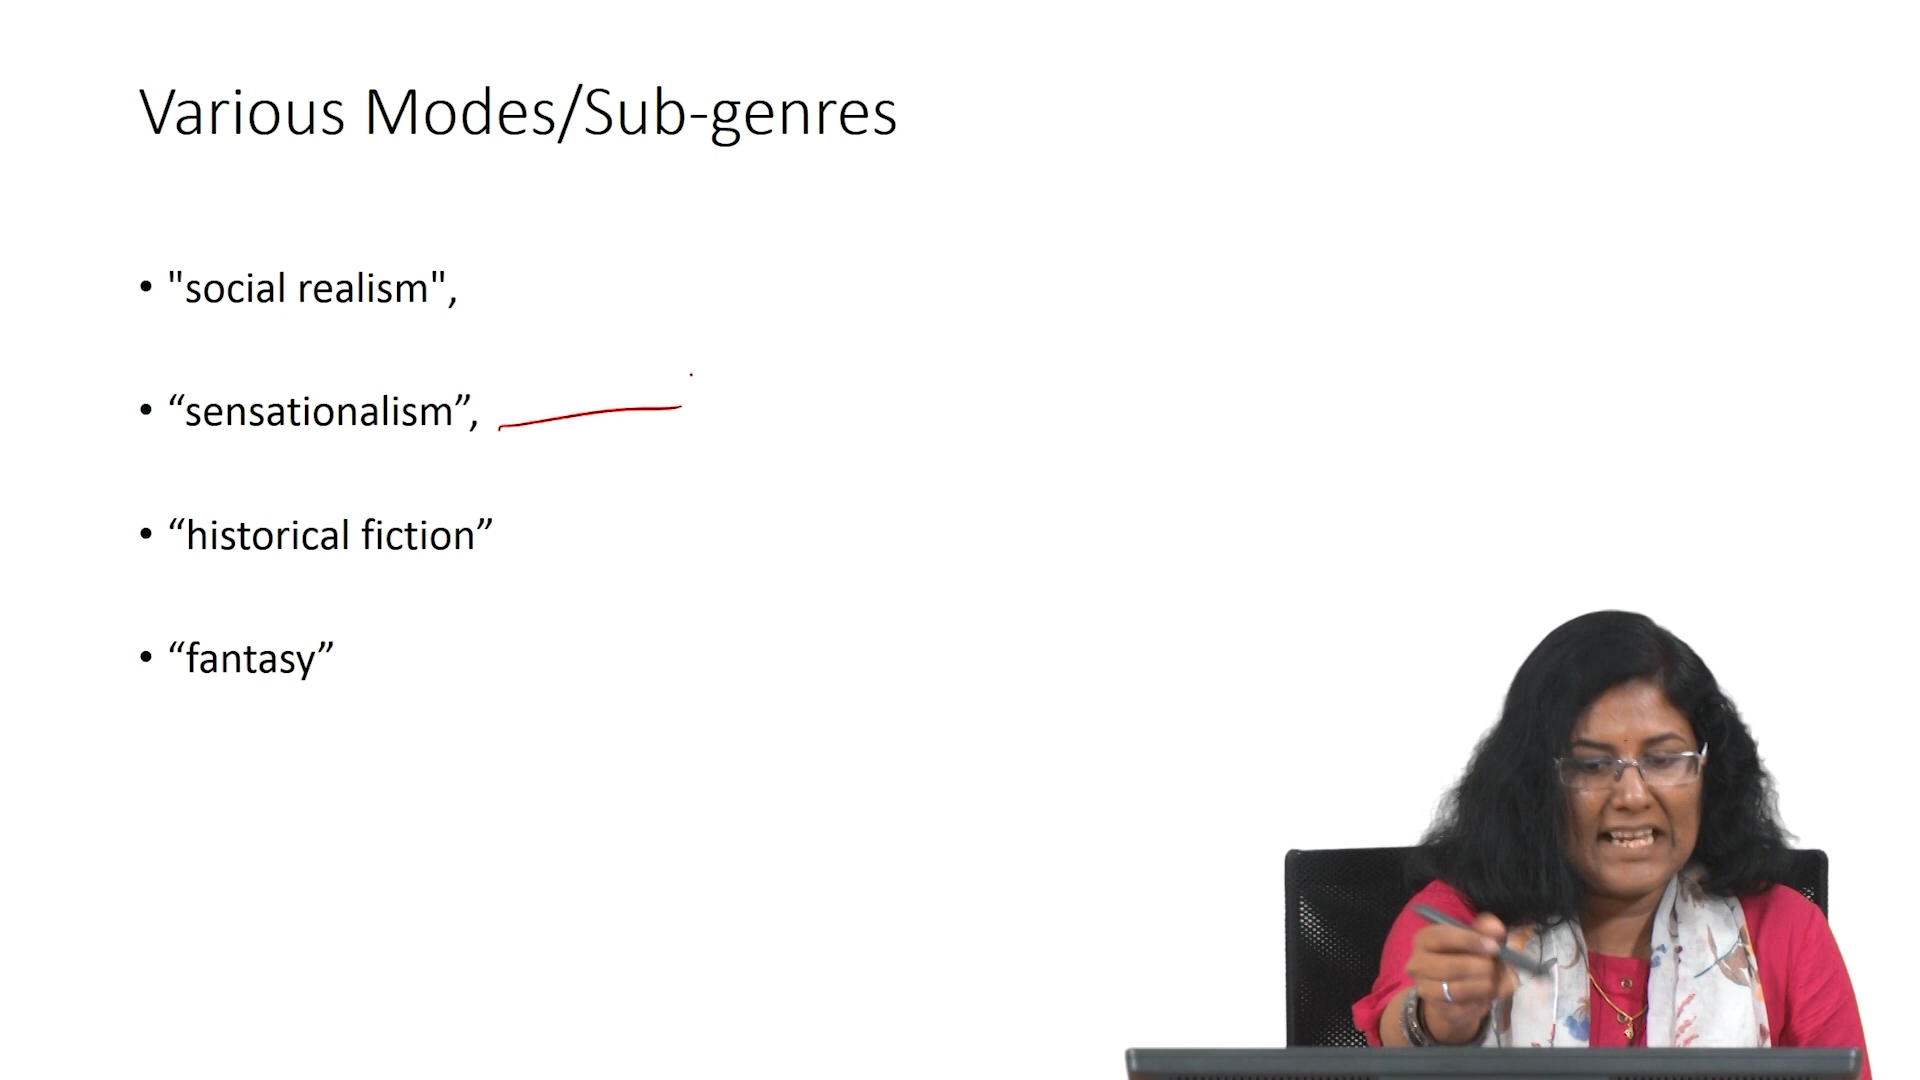 Various Modes/Sub-genres
• "social realism",
• “sensationalism”,
• “historical fiction”
• “fantasy”